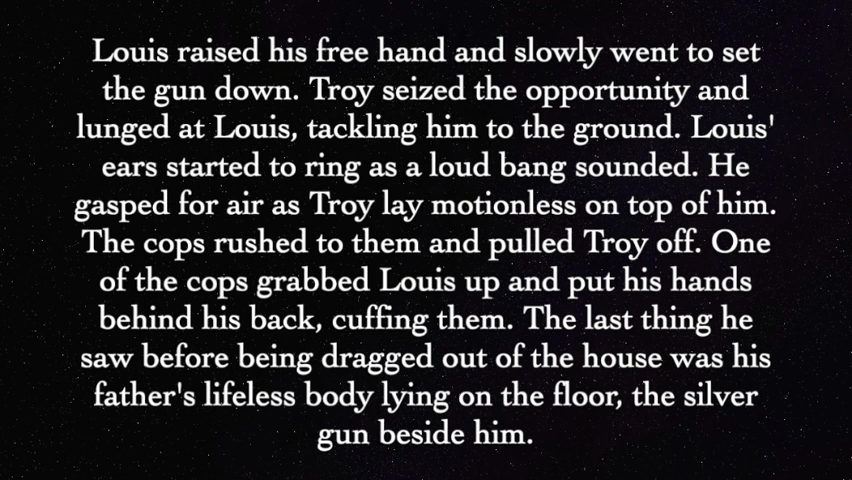 Louis raised his free hand and slowly went to set
the gun down. Troy seized the opportunity and
lunged at Louis, tackling him to the ground. Louis'
ears started to ring as a loud bang sounded. He
gasped for air as Troy lay motionless on top of him.
The cops rushed to them and pulled Troy off. One
of the cops grabbed Louis up and put his hands
behind his back, cuffing them. The last thing he
saw before being dragged out of the house was his
father's lifeless body lying on the floor, the silver
gun beside him.